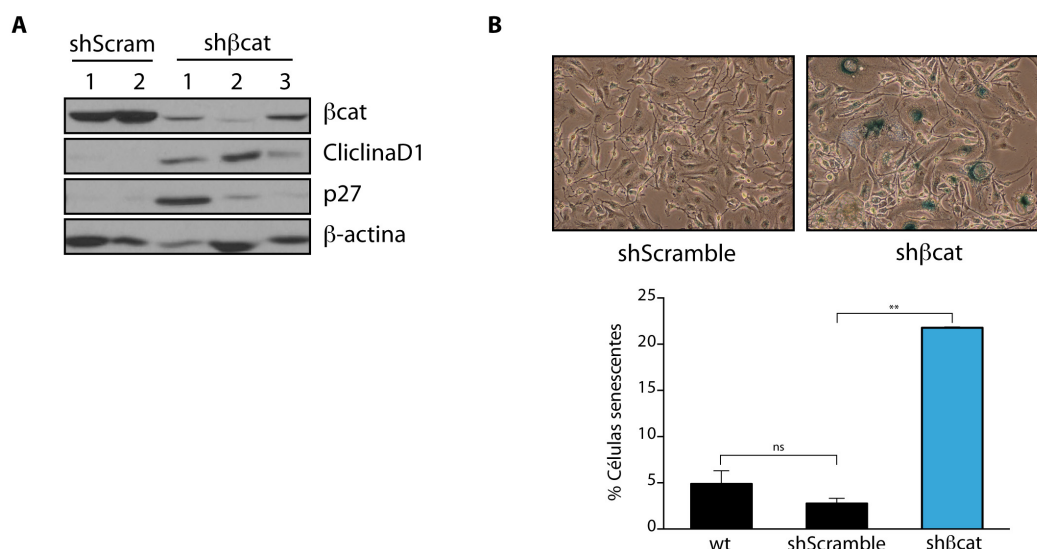 A
shScram shβcat
1 2 1 2 3
βcat
CliclinaD1
p27
β-actina
B
shScramble shβcat
25
20
15
10
5
0
% Células senescentes
ns
**
wt shScramble shβcat